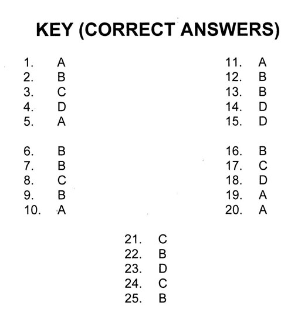 KEY (CORRECT ANSWERS)
1. A
2. B
3. C
4. D
5. A
6. B
7. B
8. C
9. B
10. A
11. A
12. B
13. B
14. D
15. D
16. B
17. C
18. D
19. A
20. A
21. C
22. B
23. D
24. C
25. B